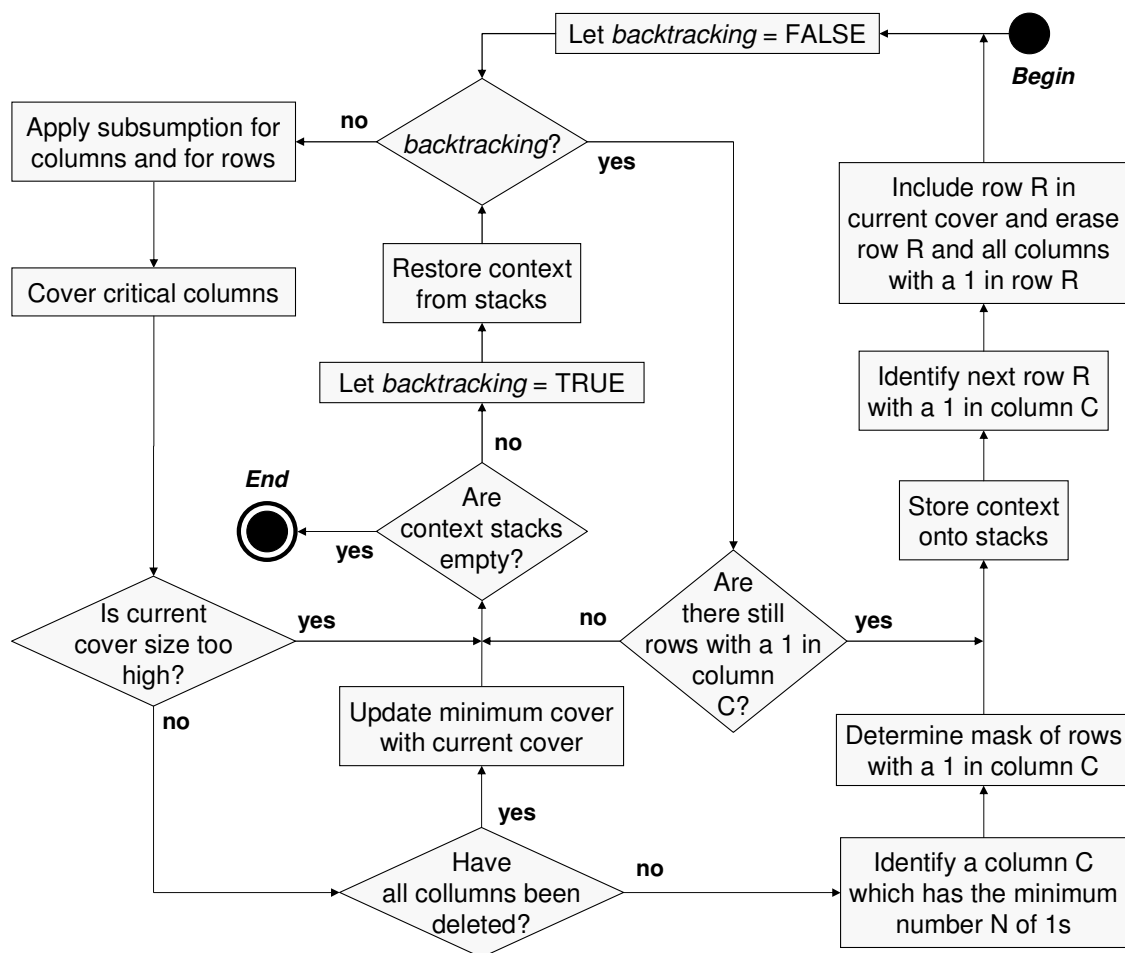 Let backtracking = FALSE
Begin
Apply subsumption for
columns and for rows
no
backtracking?
yes
Include row R in
current cover and erase
row R and all columns
with a 1 in row R
Restore context
from stacks
Cover critical columns
Let backtracking = TRUE
Identify next row R
with a 1 in column C
no
End
Are
context stacks
empty?
yes
Store context
onto stacks
Is current
cover size too
high?
yes
no
Are
there still
rows with a 1 in
column
C?
no
yes
Update minimum cover
with current cover
Determine mask of rows
with a 1 in column C
yes
Have
all collumns been
deleted?
no
Identify a column C
which has the minimum
number N of 1s